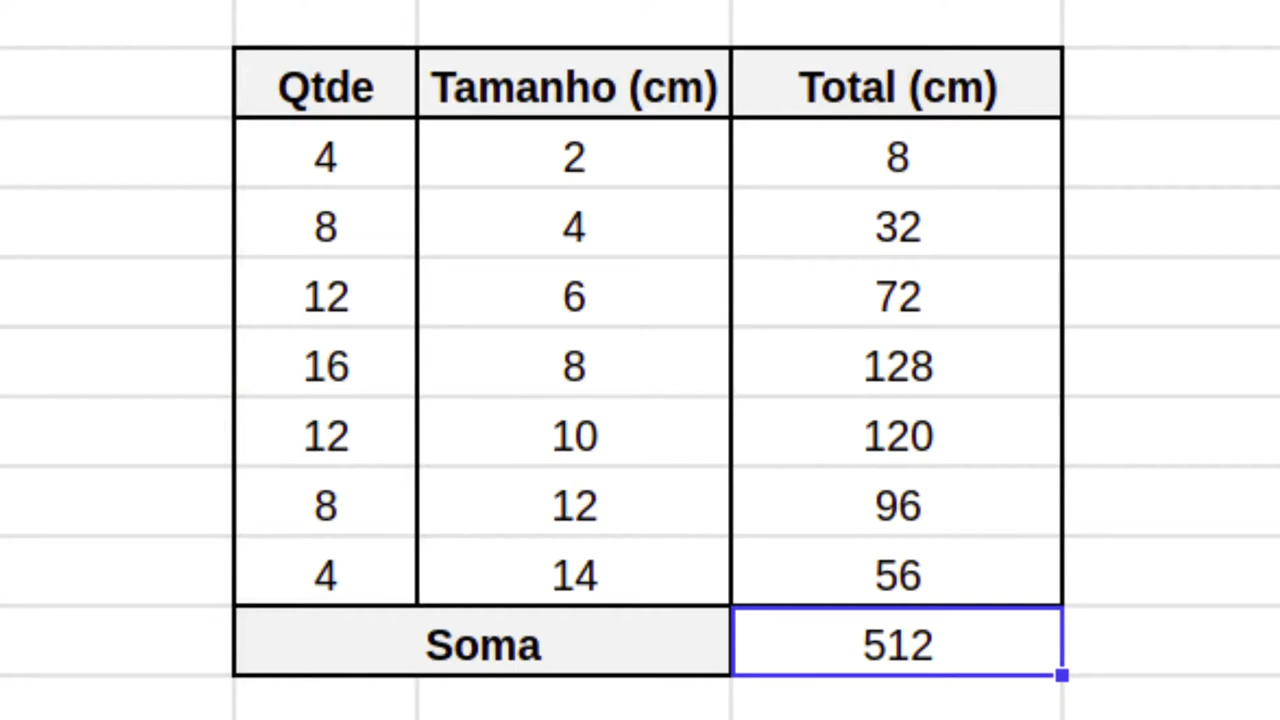 Qtde Tamanho (cm) Total (cm)
4 2 8
8 4 32
12 6 72
16 8 128
12 10 120
8 12 96
4 14 56
Soma 512